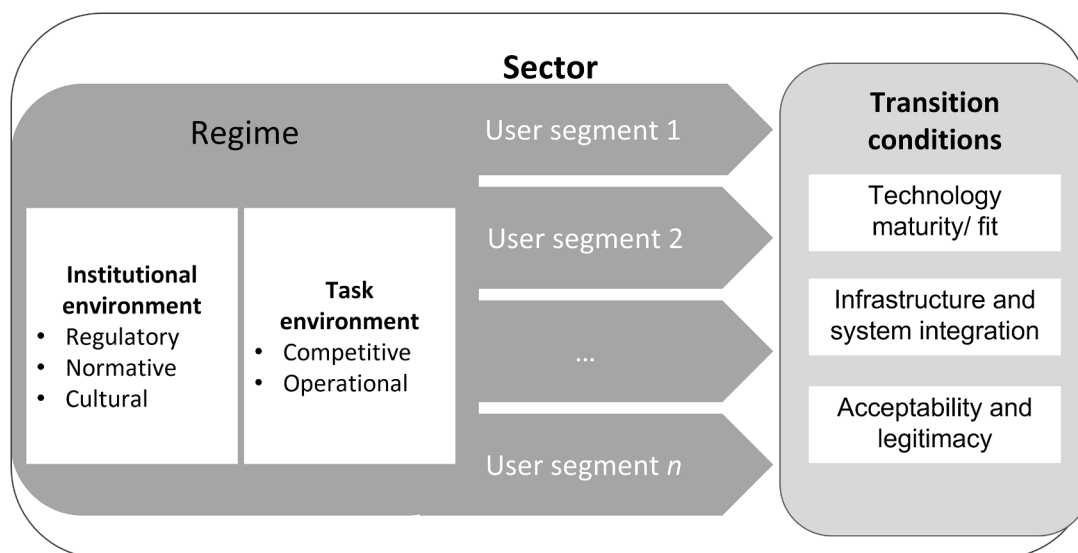 Sector
Regime
Institutional
environment
• Regulatory
• Normative
• Cultural
Task
environment
• Competitive
• Operational
User segment 1
User segment 2
...
User segment n
Transition
conditions
Technology
maturity/ fit
Infrastructure and
system integration
Acceptability and
legitimacy